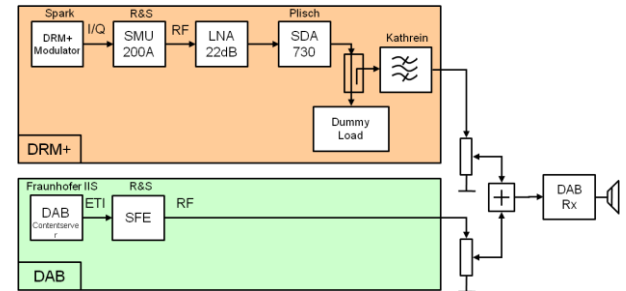 Spark
R&S
Plisch
DRM+
Modulator
I/Q
SMU
200A
RF
LNA
22dB
SDA
730
Kathrein
Dummy
Load
DRM+
Fraunhofer IIS
R&S
DAB
Contentserve
r
ETI
SFE
RF
DAB
+
DAB
Rx